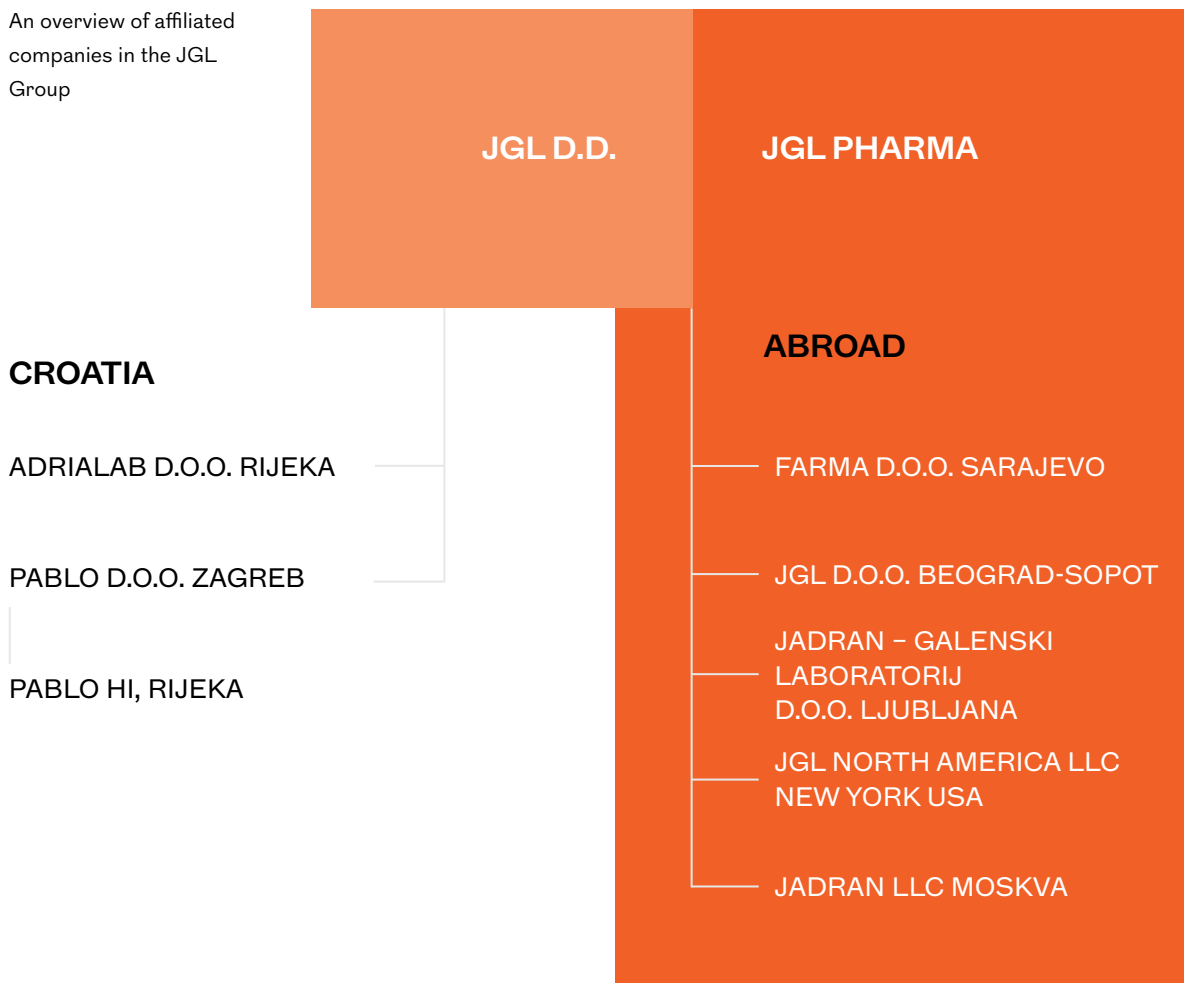 An overview of affiliated
companies in the JGL
Group
JGL D.D.
JGL PHARMA
CROATIA
ADRIALAB D.O.O. RIJEKA
PABLO D.O.O. ZAGREB
PABLO HI, RIJEKA
ABROAD
FARMA D.O.O. SARAJEVO
JGL D.O.O. BEOGRAD-SOPOT
JADRAN – GALENSKI
LABORATORIJ
D.O.O. LJUBLJANA
JGL NORTH AMERICA LLC
NEW YORK USA
JADRAN LLC MOSKVA